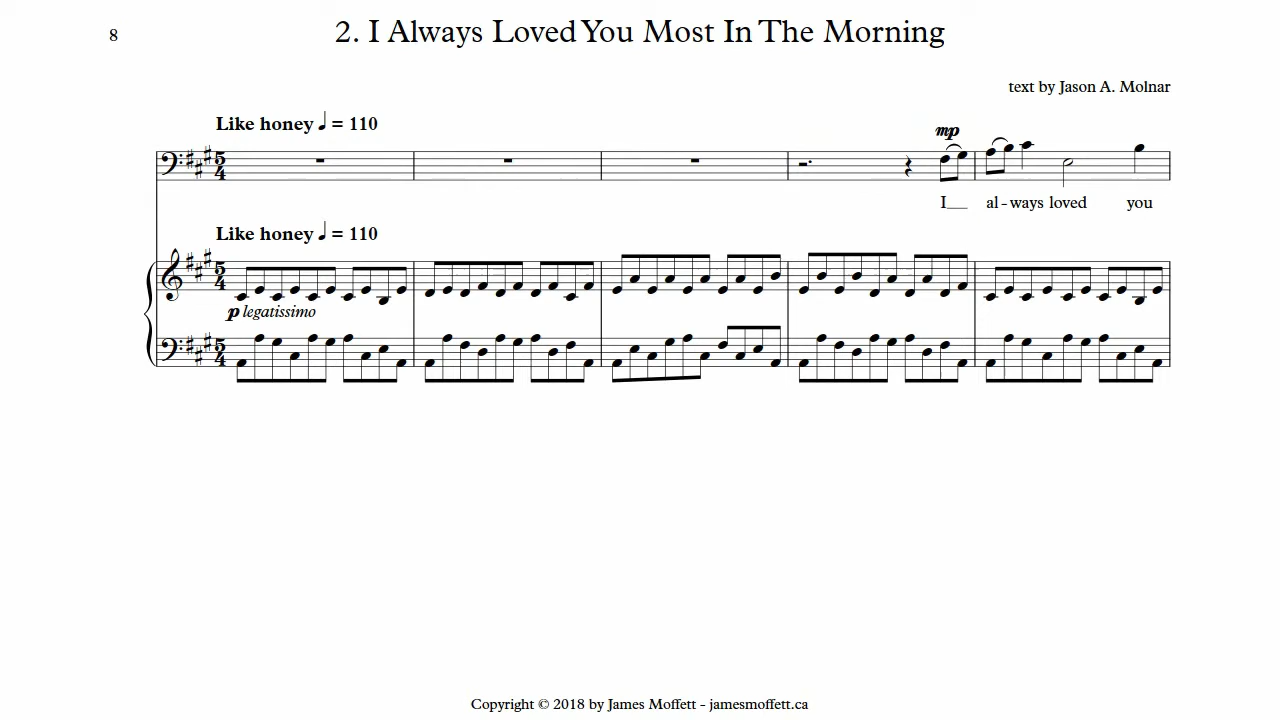 8
2. I Always Loved You Most In The Morning
text by Jason A. Molnar
Like honey ♩ = 110
mp
I__ al-ways loved you
Like honey ♩ = 110
p legatissimo
Copyright © 2018 by James Moffett - jamesmoffett.ca